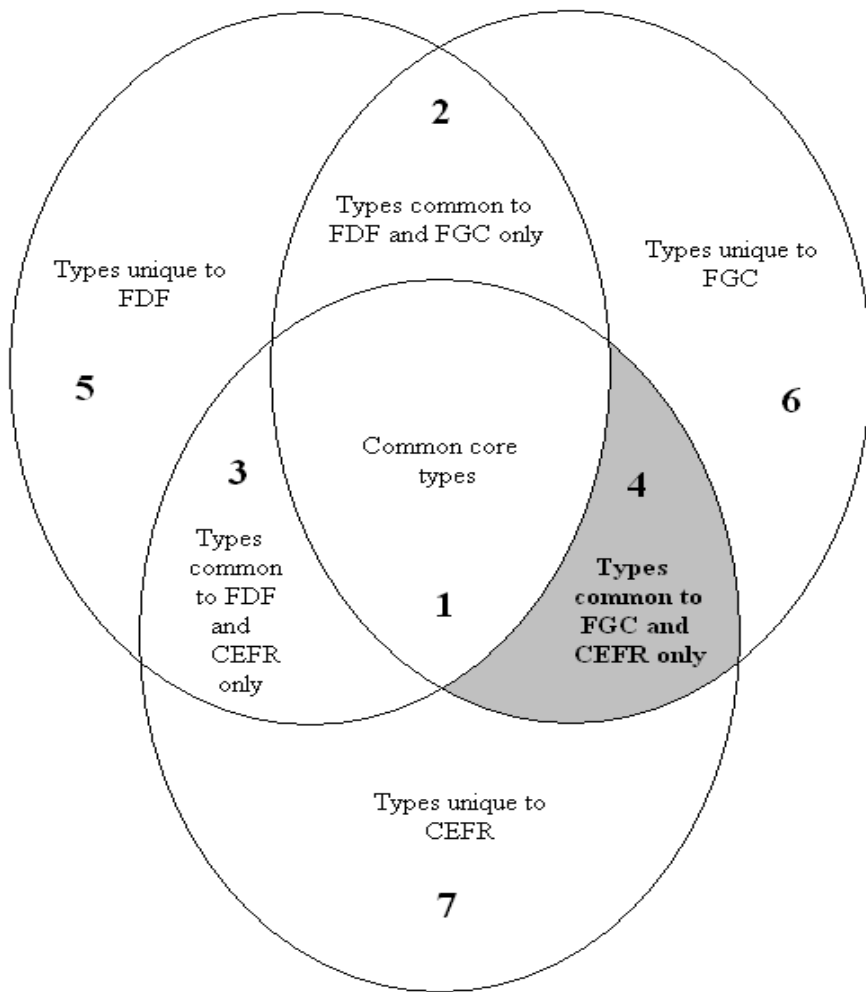 2
Types common to
FDF and FGC only
Types unique to
FDF
5
Types unique to
FGC
6
Common core
types
1
3
Types
common
to FDF
and
CEFR
only
4
Types
common to
FGC and
CEFR only
Types unique to
CEFR
7